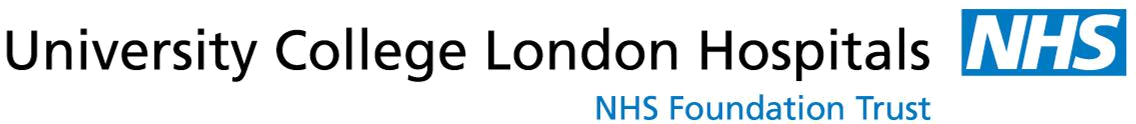 University College London Hospitals NHS
NHS Foundation Trust